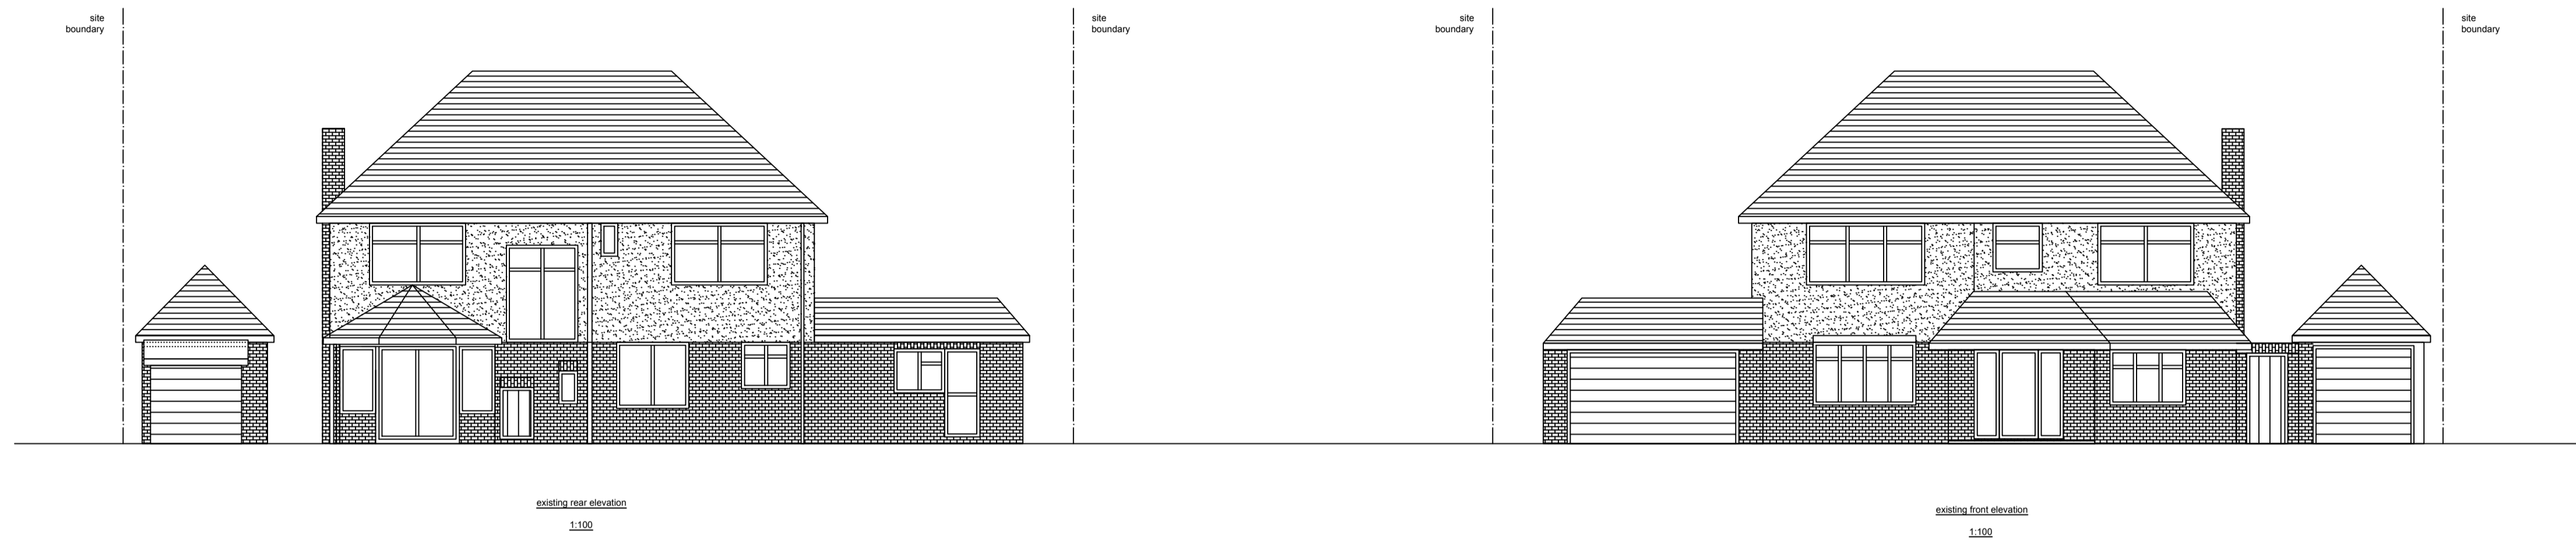 site
boundary
site
boundary
site
boundary
site
boundary
existing rear elevation
1:100
existing front elevation
1:100